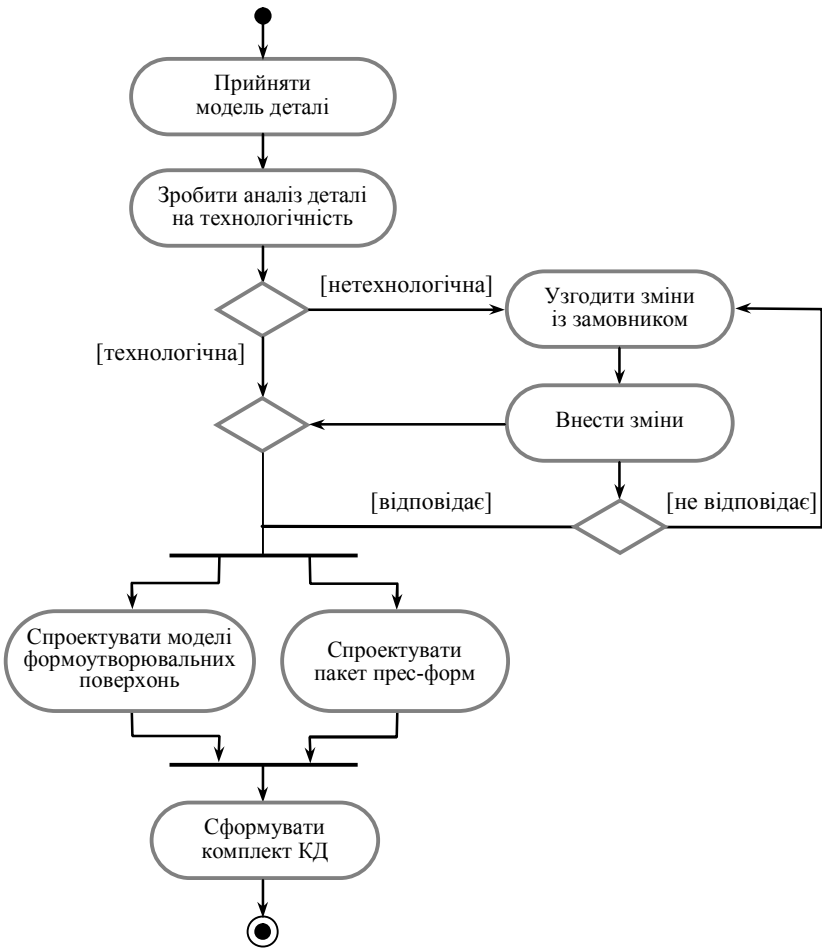 Прийняти
модель деталі
Зробити аналіз деталі
на технологічність
[нетехнологічна]
Узгодити зміни
із замовником
[технологічна]
Внести зміни
[відповідає]
[не відповідає]
Спроектувати моделі
формоутворювальних
поверхонь
Спроектувати
пакет прес-форм
Сформувати
комплект КД